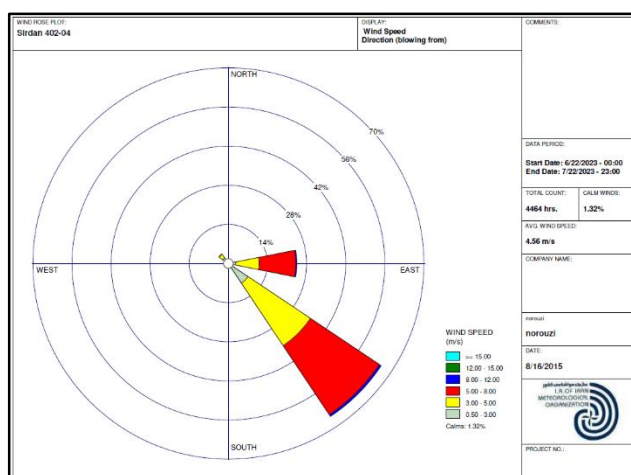 WIND ROSE PLOT:
Sirdan 402-04
DISPLAY:
Wind Speed
Direction (blowing from)
COMMENTS:
NORTH
70%
56%
42%
28%
14%
WEST
EAST
SOUTH
WIND SPEED
(m/s)
>= 15.00
12.00 - 15.00
8.00 - 12.00
5.00 - 8.00
3.00 - 5.00
0.50 - 3.00
Calms: 1.32%
DATA PERIOD:
Start Date: 6/22/2023 - 00:00
End Date: 7/22/2023 - 23:00
TOTAL COUNT:
4464 hrs.
CALM WINDS:
1.32%
AVG. WIND SPEED:
4.56 m/s
COMPANY NAME:
norouzi
norouzi
DATE:
8/16/2015
I.R.OF IRAN
METEOROLOGICAL
ORGANIZATION
PROJECT NO.: